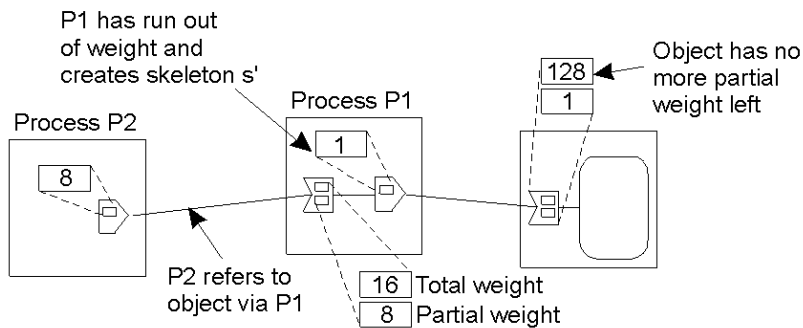 P1 has run out
of weight and
creates skeleton s'
Object has no
more partial
weight left
128
1
Process P1
Process P2
1
8
P2 refers to
object via P1
16 Total weight
8 Partial weight